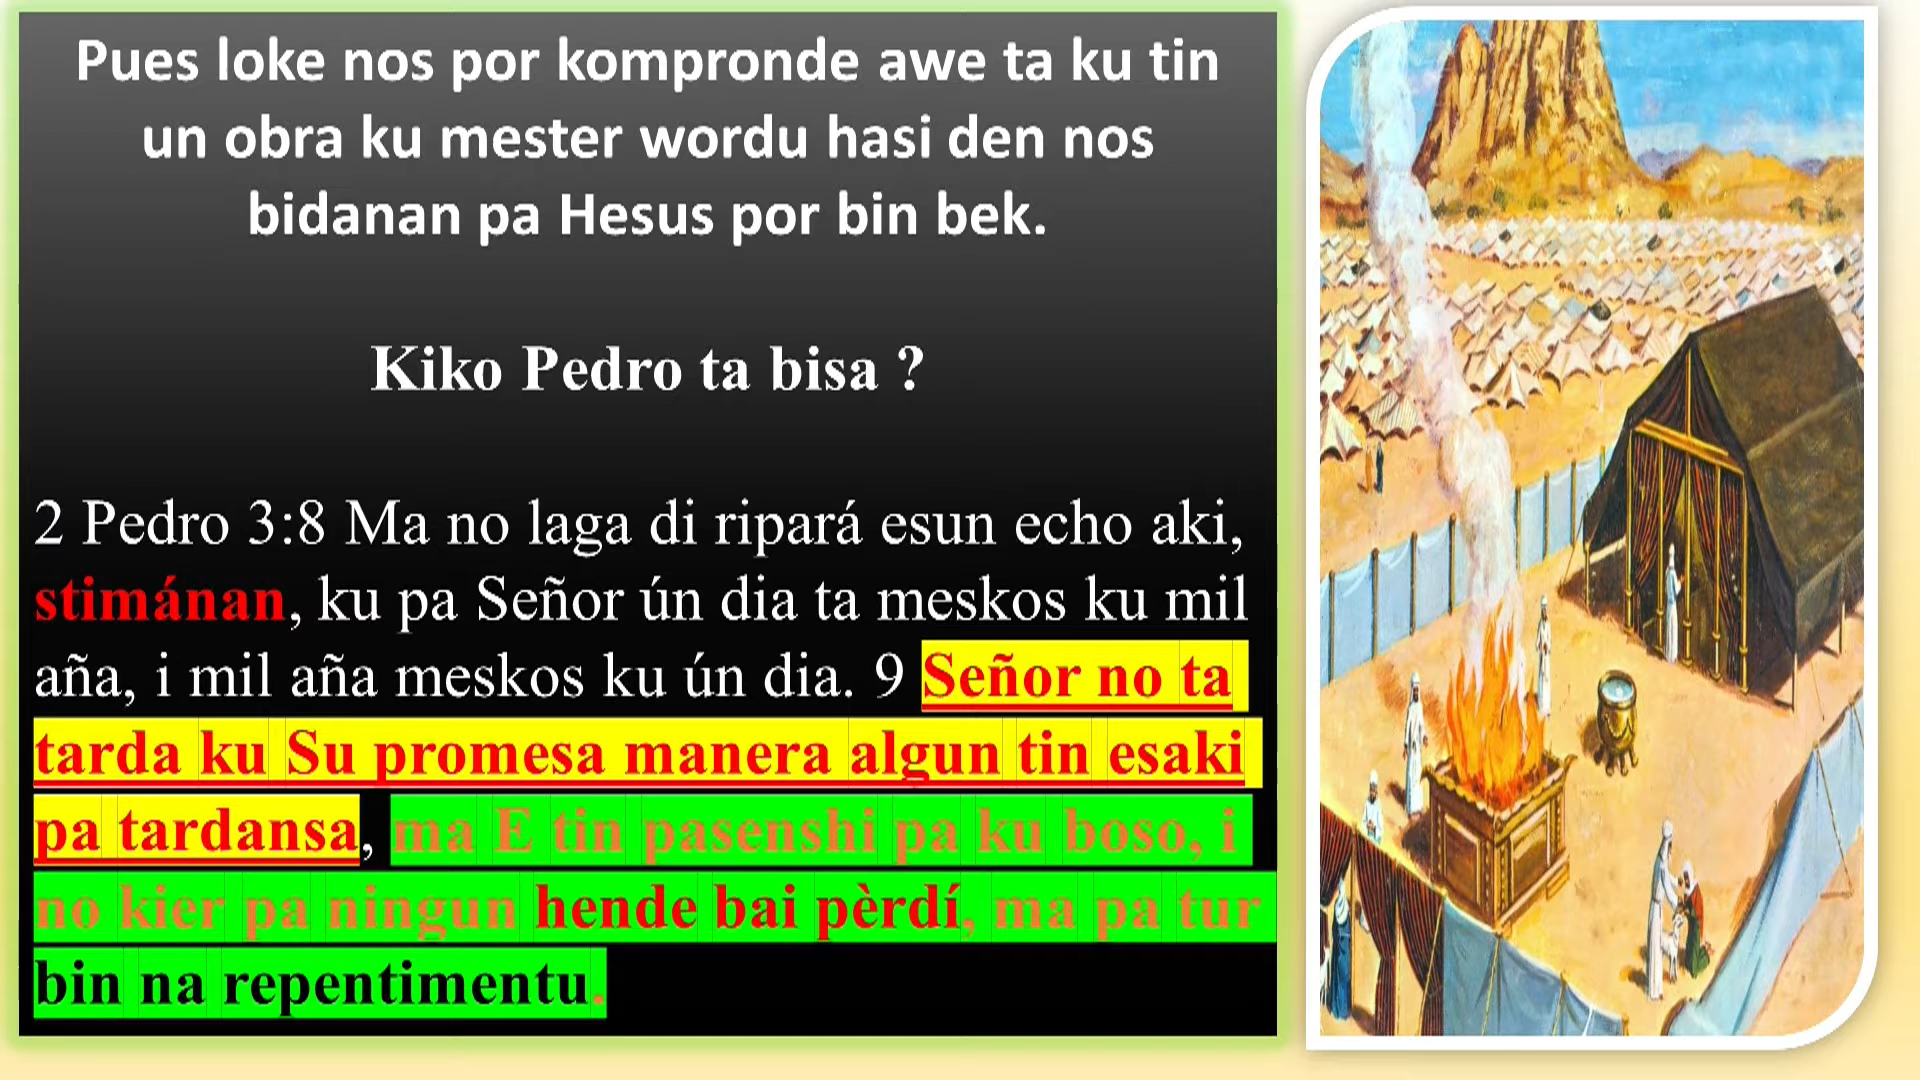 Pues loke nos por kompronde awe ta ku tin
un obra ku mester wordu hasi den nos
bidanan pa Hesus por bin bek.
Kiko Pedro ta bisa ?
2 Pedro 3:8 Ma no laga di ripará esun echo aki,
stimánan, ku pa Señor ún dia ta meskos ku mil
aña, i mil aña meskos ku ún dia. 9 Señor no ta
tarda ku Su promesa manera algun tin esaki
pa tardansa, ma E tin pasenshi pa ku boso, i
no kier pa ningun hende bai pèrdí, ma pa tur
bin na repentimentu.